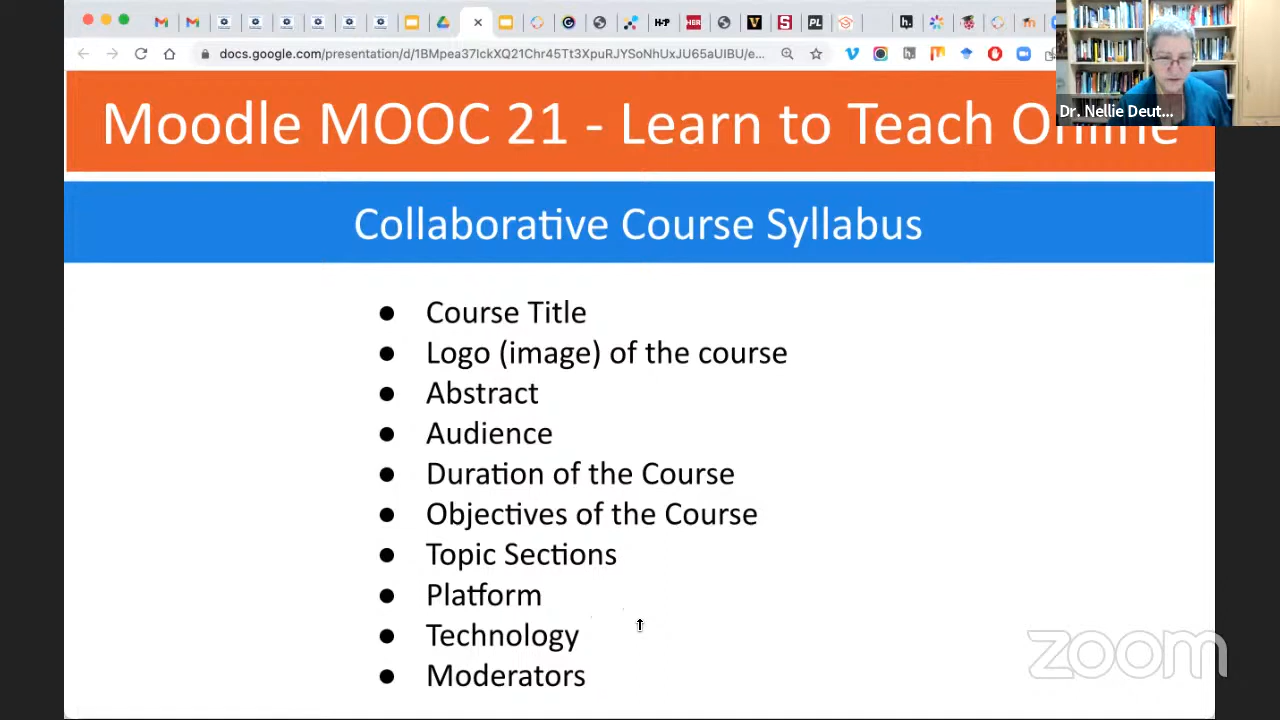 docs.google.com/presentation/d/1BMpea37IckXQ21Chr45Tt3XpuRJYSoNhUxJU65aUIBU/e...
Dr. Nellie Deut...
Moodle MOOC 21 - Learn to Teach Online
Collaborative Course Syllabus
● Course Title
● Logo (image) of the course
● Abstract
● Audience
● Duration of the Course
● Objectives of the Course
● Topic Sections
● Platform
● Technology
● Moderators
zoom